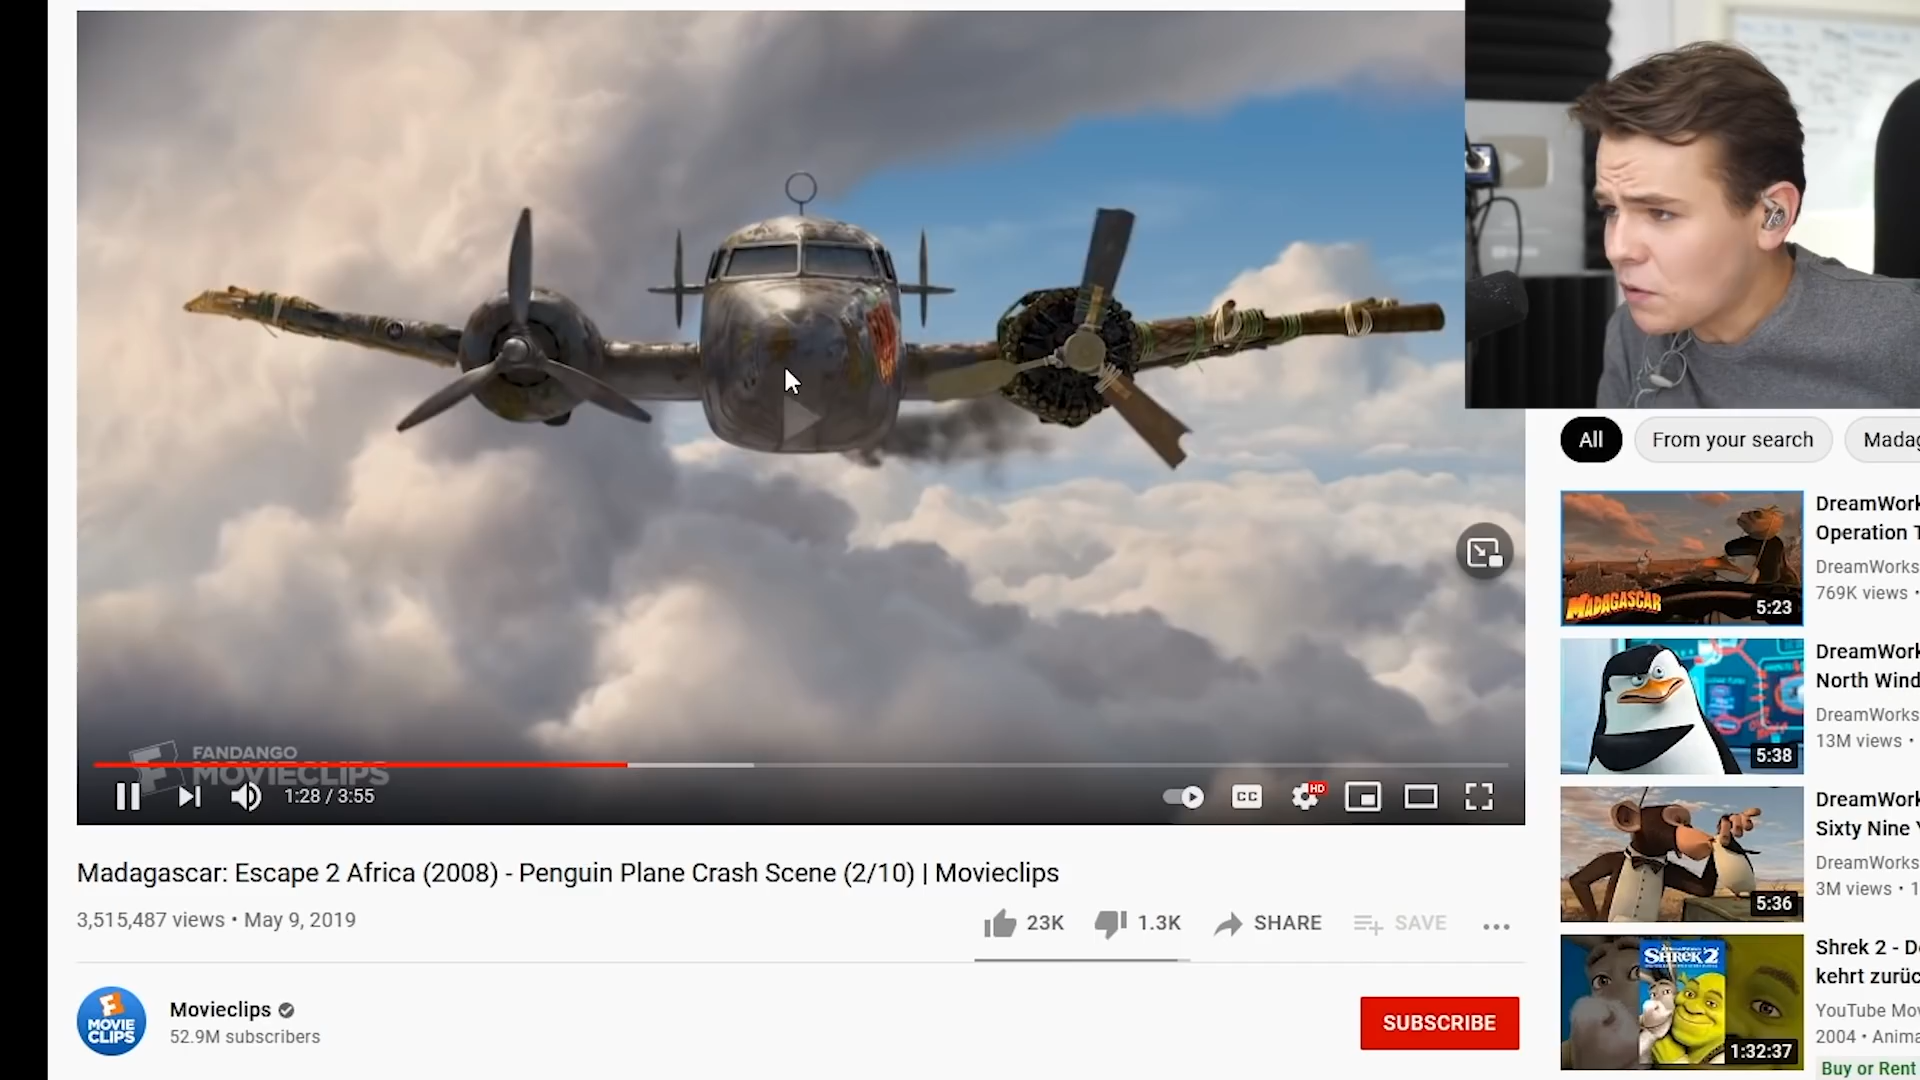 FANDANGO
MOVIECLIPS
1:28 / 3:55
CC
HD
Madagascar: Escape 2 Africa (2008) - Penguin Plane Crash Scene (2/10) | Movieclips
3,515,487 views • May 9, 2019
23K
1.3K
SHARE
SAVE
MOVIE
CLIPS
Movieclips
52.9M subscribers
SUBSCRIBE
All
From your search
Madag
MADAGASCAR
5:23
DreamWork
Operation T
DreamWorks
769K views •
5:38
DreamWork
North Wind
DreamWorks
13M views •
5:36
DreamWork
Sixty Nine Y
DreamWorks
3M views • 1
SHREK 2
1:32:37
Shrek 2 - D
kehrt zurüc
YouTube Mov
2004 • Anima
Buy or Rent